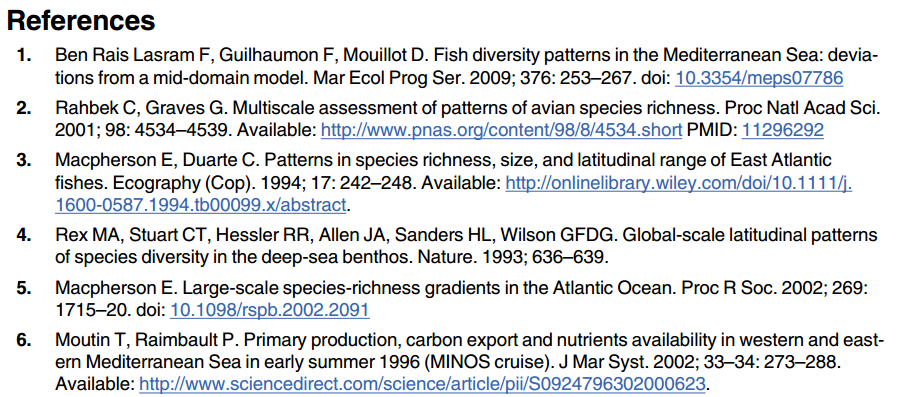 References
1. Ben Rais Lasram F, Guilhaumon F, Mouillot D. Fish diversity patterns in the Mediterranean Sea: devia-
tions from a mid-domain model. Mar Ecol Prog Ser. 2009; 376: 253–267. doi: 10.3354/meps07786
2. Rahbek C, Graves G. Multiscale assessment of patterns of avian species richness. Proc Natl Acad Sci.
2001; 98: 4534–4539. Available: http://www.pnas.org/content/98/8/4534.short PMID: 11296292
3. Macpherson E, Duarte C. Patterns in species richness, size, and latitudinal range of East Atlantic
fishes. Ecography (Cop). 1994; 17: 242–248. Available: http://onlinelibrary.wiley.com/doi/10.1111/j.
1600-0587.1994.tb00099.x/abstract.
4. Rex MA, Stuart CT, Hessler RR, Allen JA, Sanders HL, Wilson GFDG. Global-scale latitudinal patterns
of species diversity in the deep-sea benthos. Nature. 1993; 636–639.
5. Macpherson E. Large-scale species-richness gradients in the Atlantic Ocean. Proc R Soc. 2002; 269:
1715–20. doi: 10.1098/rspb.2002.2091
6. Moutin T, Raimbault P. Primary production, carbon export and nutrients availability in western and east-
ern Mediterranean Sea in early summer 1996 (MINOS cruise). J Mar Syst. 2002; 33–34: 273–288.
Available: http://www.sciencedirect.com/science/article/pii/S0924796302000623.